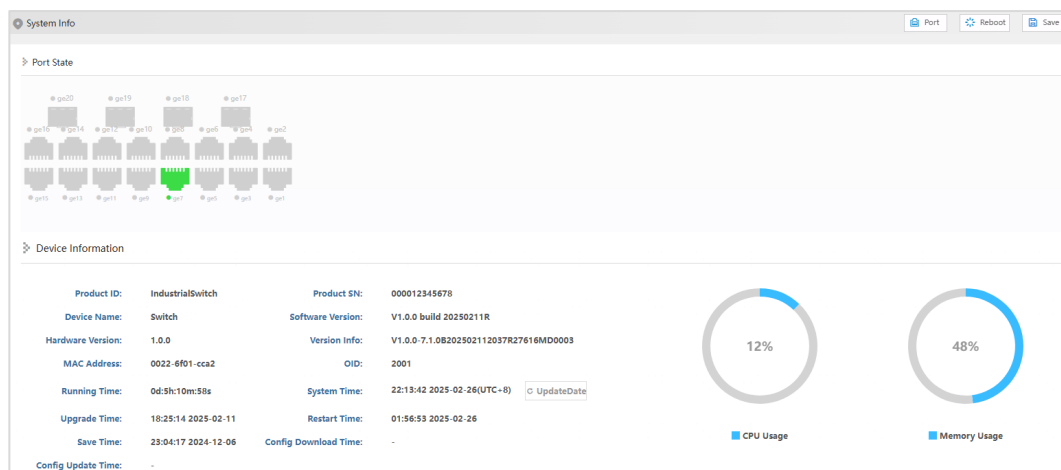 System Info Port Reboot Save
Port State
ge20 ge19 ge18 ge17
ge16 ge14 ge12 ge10 ge8 ge6 ge4 ge2
ge15 ge13 ge11 ge9 ge7 ge5 ge3 ge1
Device Information
Product ID: IndustrialSwitch Product SN: 000012345678
Device Name: Switch Software Version: V1.0.0 build 20250211R
Hardware Version: 1.0.0 Version Info: V1.0.0-7.1.0B202502112037R27616MD0003
MAC Address: 0022-6f01-cca2 OID: 2001
Running Time: 0d:5h:10m:58s System Time: 22:13:42 2025-02-26(UTC+8) UpdateDate
Upgrade Time: 18:25:14 2025-02-11 Restart Time: 01:56:53 2025-02-26
Save Time: 23:04:17 2024-12-06 Config Download Time: -
Config Update Time: -
12% 48%
CPU Usage Memory Usage